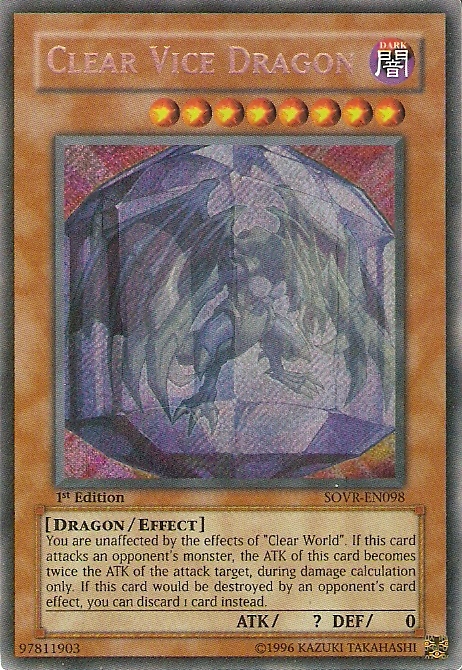 CLEAR VICE DRAGON
DARK
闇
1st Edition
SOVR-EN098
[DRAGON/EFFECT]
You are unaffected by the effects of "Clear World". If this card
attacks an opponent's monster, the ATK of this card becomes
twice the ATK of the attack target, during damage calculation
only. If this card would be destroyed by an opponent's card
effect, you can discard 1 card instead.
ATK/ ? DEF/ 0
97811903
©1996 KAZUKI TAKAHASHI